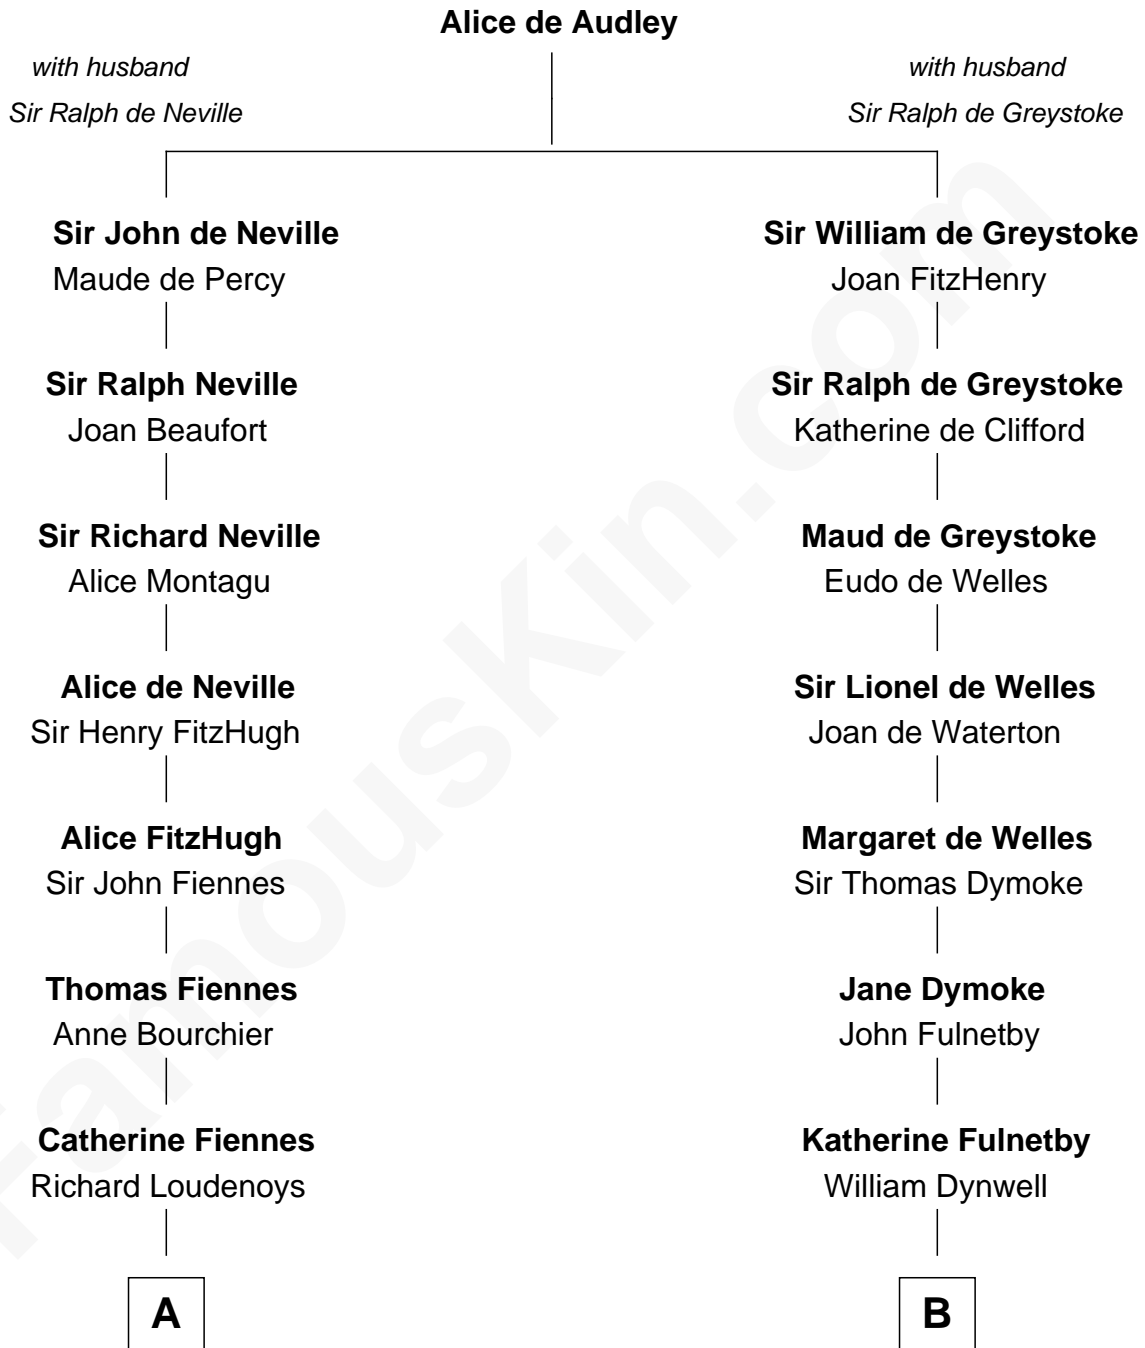 Alice de Audley
with husband
Sir Ralph de Neville
with husband
Sir Ralph de Greystoke
Sir John de Neville
Maude de Percy
Sir William de Greystoke
Joan FitzHenry
Sir Ralph Neville
Joan Beaufort
Sir Ralph de Greystoke
Katherine de Clifford
Sir Richard Neville
Alice Montagu
Maud de Greystoke
Eudo de Welles
Alice de Neville
Sir Henry FitzHugh
Sir Lionel de Welles
Joan de Waterton
Alice FitzHugh
Sir John Fiennes
Margaret de Welles
Sir Thomas Dymoke
Thomas Fiennes
Anne Bourchier
Jane Dymoke
John Fulnetby
Catherine Fiennes
Richard Loudenoys
Katherine Fulnetby
William Dynwell
A
B
FamousKin.com